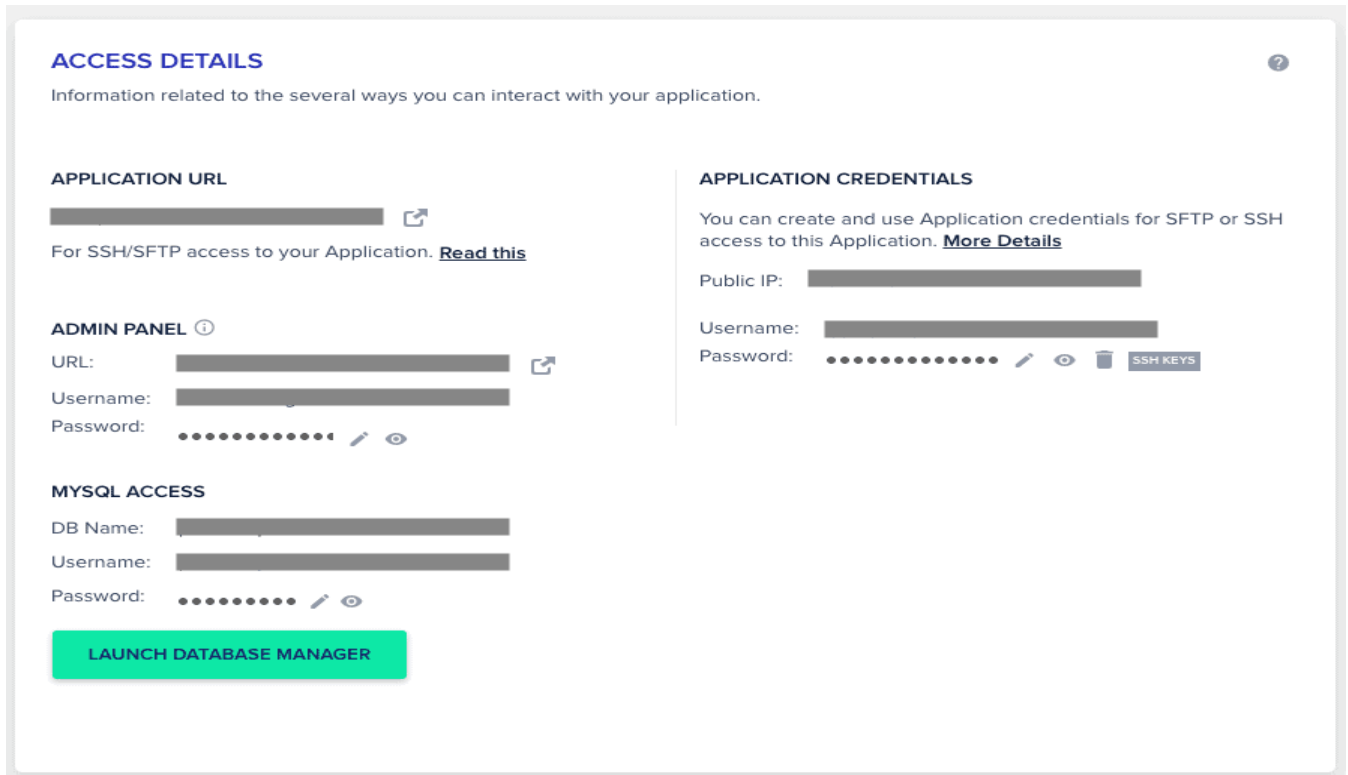 ACCESS DETAILS
Information related to the several ways you can interact with your application.
APPLICATION URL
For SSH/SFTP access to your Application. Read this
ADMIN PANEL
URL:
Username:
Password:
MYSQL ACCESS
DB Name:
Username:
Password:
LAUNCH DATABASE MANAGER
APPLICATION CREDENTIALS
You can create and use Application credentials for SFTP or SSH
access to this Application. More Details
Public IP:
Username:
Password:
SSH KEYS